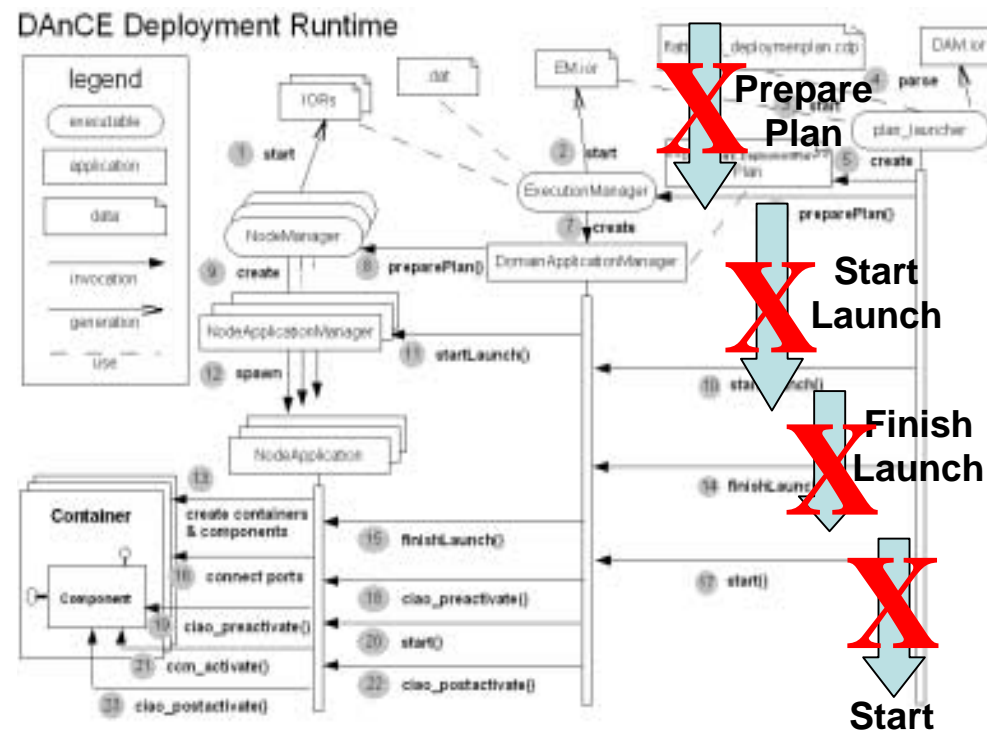 DAnCE Deployment Runtime
legend
executable
application
data
invocation
generation
use
IORs
.dat
EM.ior
_deploymenplan.cdp
DAM.ior
4 parse
start
Prepare
Plan
plan_launcher
1 start
2 start
5 create
Plan
ExecutionManager
preparePlan()
7 create
NodeManager
8 preparePlan()
DomainApplicationManager
9 create
Start
Launch
NodeApplicationManager
11 startLaunch()
12 spawn
10
Finish
Launch
NodeApplication
13
create containers
& components
14 finishLaunch
Container
15 finishLaunch()
16 connect ports
17 start()
Component
18 ciao_preactivate()
19 ciao_preactivate()
20 start()
21 ccm_activate()
22 ciao_postactivate()
23 ciao_postactivate()
Start
X
X
X
X